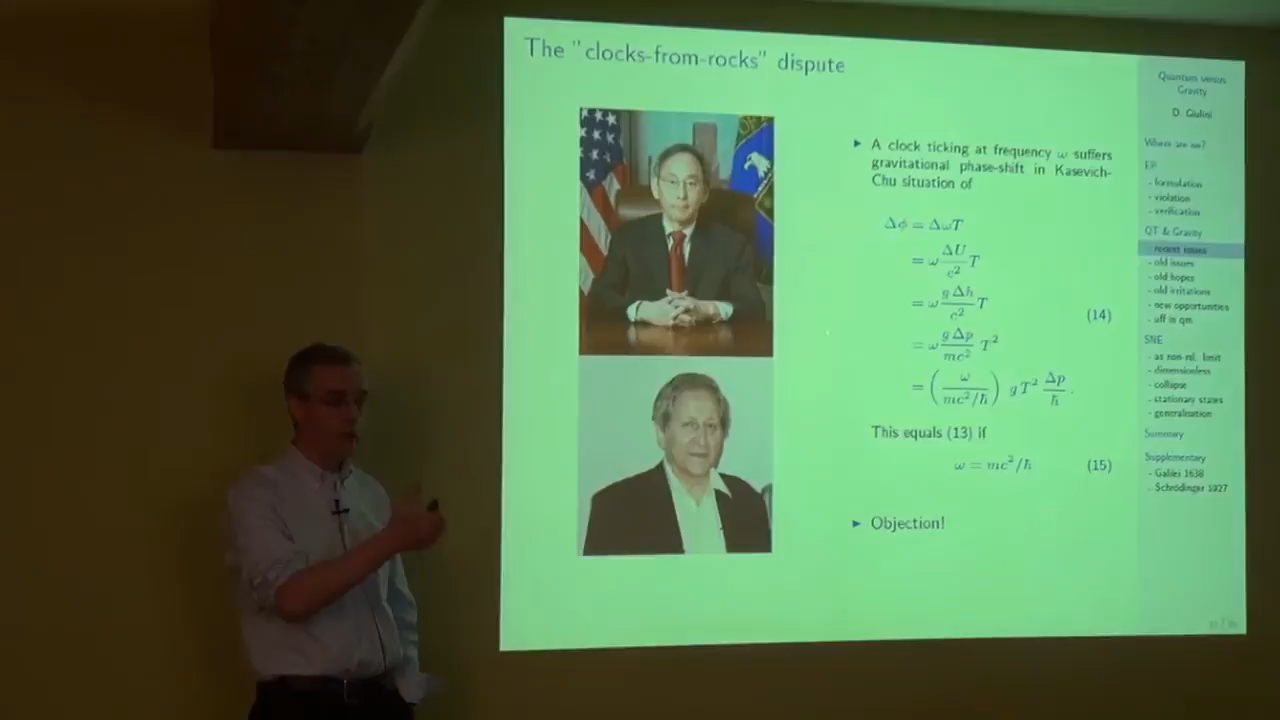 The "clocks-from-rocks" dispute
▶ A clock ticking at frequency ω suffers
gravitational phase-shift in Kasevich-
Chu situation of
Δϕ = ΔωT
= ω ΔU/c² T
= ω g Δh/c² T
(14)
= ω g Δp/mc² T²
= (ω/mc²/ħ) g T² Δp/ħ .
This equals (13) if
ω = mc²/ħ (15)
▶ Objection!
Quantum versus
Gravity
D. Giulini
Where are we?
EP
- formulation
- violation
- verification
QT & Gravity
- recent issues
- old issues
- old hopes
- old irritations
- new opportunities
- uff in qm
SNE
- as non-rel. limit
- dimensionless
- collapse
- stationary states
- generalisation
Summary
Supplementary
- Galilei 1638
- Schrödinger 1927